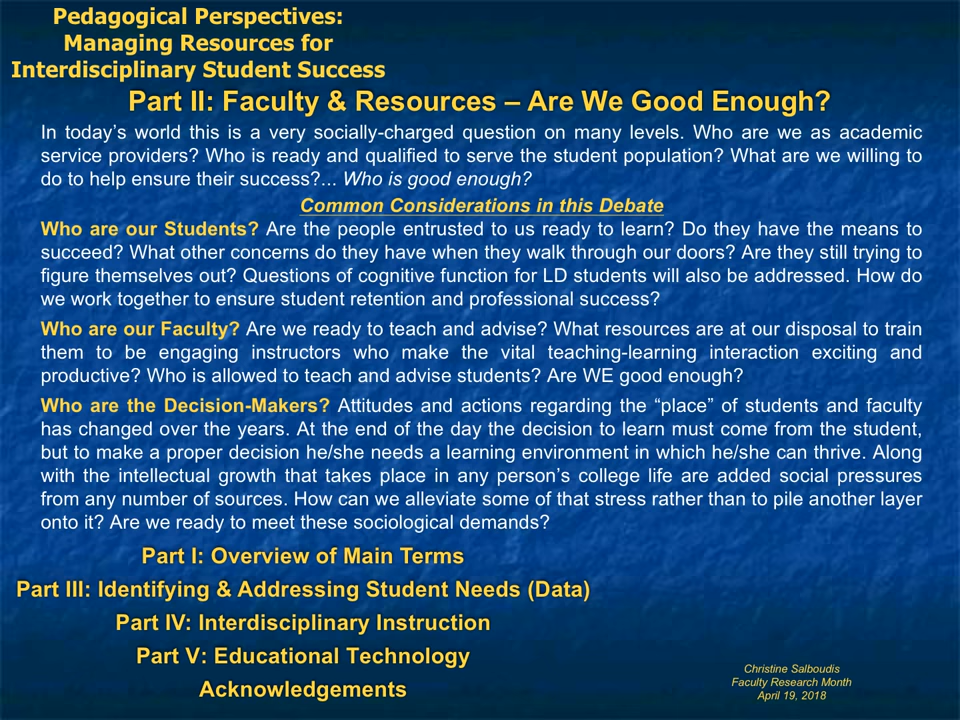 Pedagogical Perspectives:
Managing Resources for
Interdisciplinary Student Success
Part II: Faculty & Resources – Are We Good Enough?
In today’s world this is a very socially-charged question on many levels. Who are we as academic
service providers? Who is ready and qualified to serve the student population? What are we willing to
do to help ensure their success?... Who is good enough?
Common Considerations in this Debate
Who are our Students? Are the people entrusted to us ready to learn? Do they have the means to
succeed? What other concerns do they have when they walk through our doors? Are they still trying to
figure themselves out? Questions of cognitive function for LD students will also be addressed. How do
we work together to ensure student retention and professional success?
Who are our Faculty? Are we ready to teach and advise? What resources are at our disposal to train
them to be engaging instructors who make the vital teaching-learning interaction exciting and
productive? Who is allowed to teach and advise students? Are WE good enough?
Who are the Decision-Makers? Attitudes and actions regarding the “place” of students and faculty
has changed over the years. At the end of the day the decision to learn must come from the student,
but to make a proper decision he/she needs a learning environment in which he/she can thrive. Along
with the intellectual growth that takes place in any person’s college life are added social pressures
from any number of sources. How can we alleviate some of that stress rather than to pile another layer
onto it? Are we ready to meet these sociological demands?
Part I: Overview of Main Terms
Part III: Identifying & Addressing Student Needs (Data)
Part IV: Interdisciplinary Instruction
Part V: Educational Technology
Acknowledgements
Christine Salboudis
Faculty Research Month
April 19, 2018